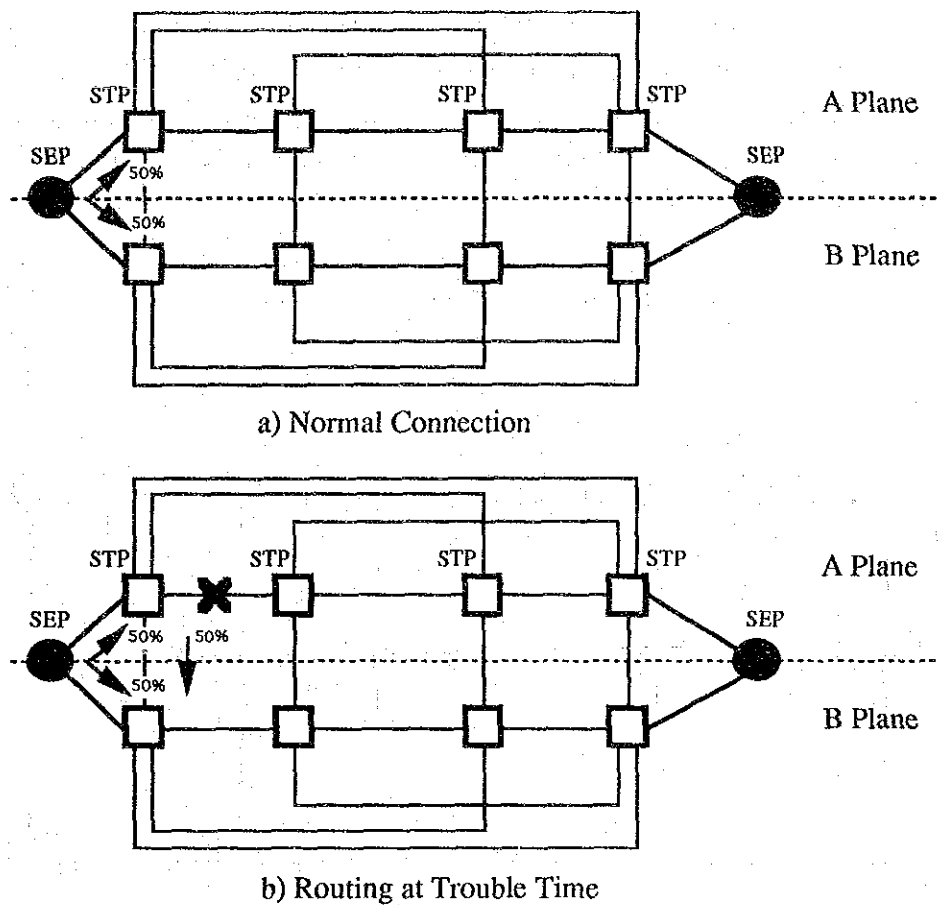 STP STP STP STP
A Plane
SEP SEP
50%
50%
B Plane
a) Normal Connection
STP STP STP STP
A Plane
SEP SEP
50% 50%
50%
B Plane
b) Routing at Trouble Time